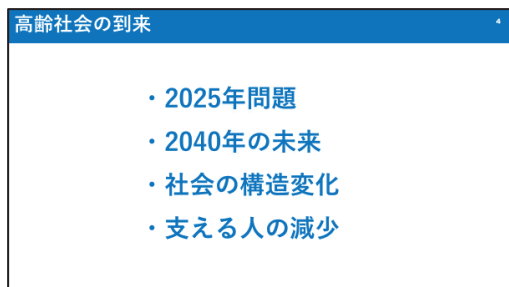 高齢社会の到来
4
・2025年問題
・2040年の未来
・社会の構造変化
・支える人の減少